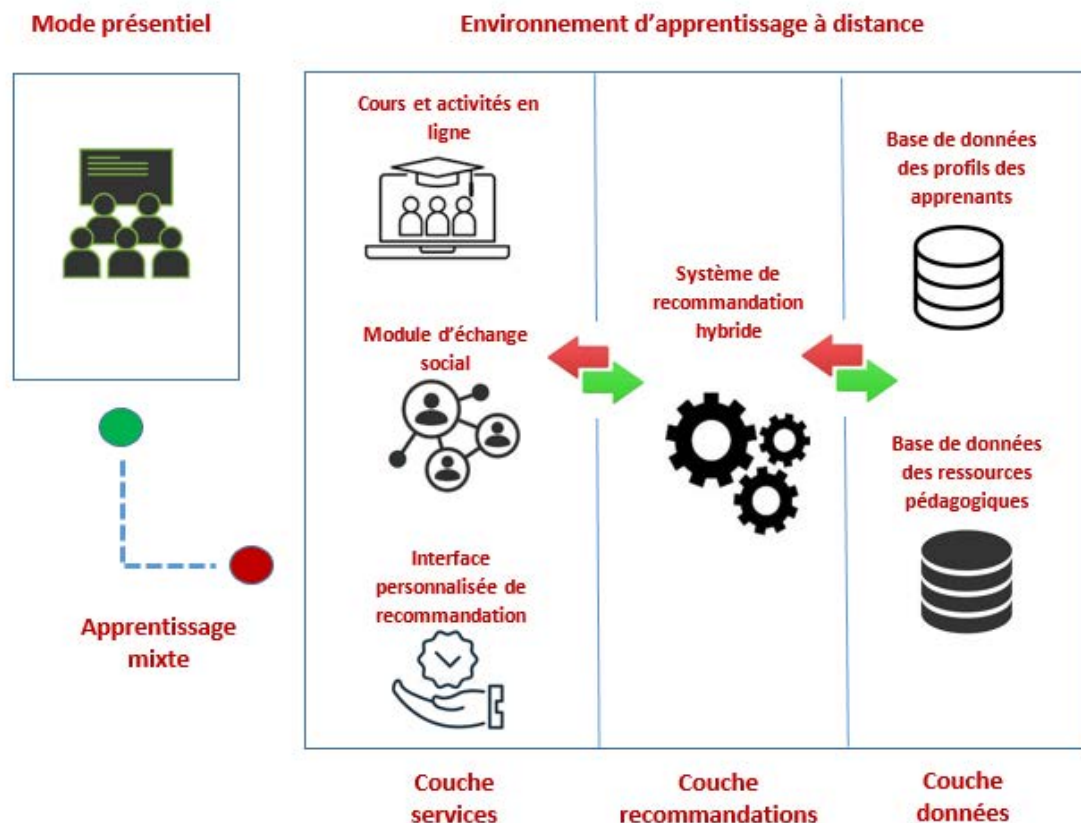 Mode présentiel
Environnement d’apprentissage à distance
Cours et activités en
ligne
Module d’échange
social
Interface
personnalisée de
recommandation
Système de
recommandation
hybride
Base de données
des profils des
apprenants
Base de données
des ressources
pédagogiques
Apprentissage
mixte
Couche
services
Couche
recommandations
Couche
données